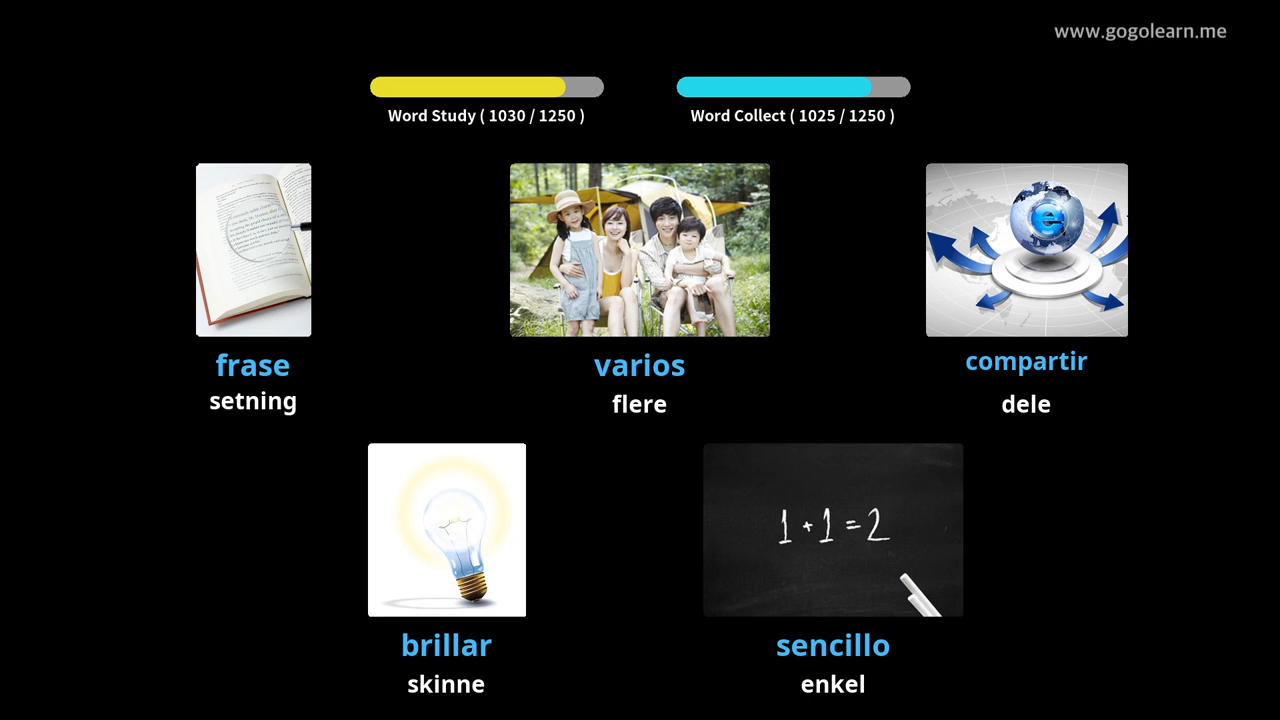 www.gogolearn.me
Word Study ( 1030 / 1250 )
Word Collect ( 1025 / 1250 )
frase
setning
varios
flere
compartir
dele
e
1 + 1 = 2
brillar
skinne
sencillo
enkel